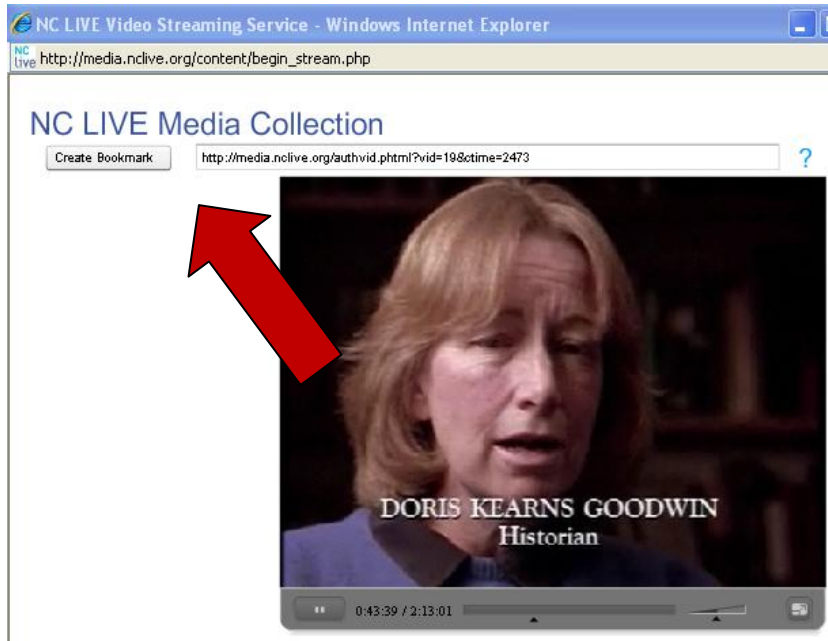 NC LIVE Video Streaming Service - Windows Internet Explorer
NC
live
http://media.nclive.org/content/begin_stream.php
NC LIVE Media Collection
Create Bookmark
http://media.nclive.org/authvid.phtml?vid=19&ctime=2473
?
DORIS KEARNS GOODWIN
Historian
0:43:39 / 2:13:01